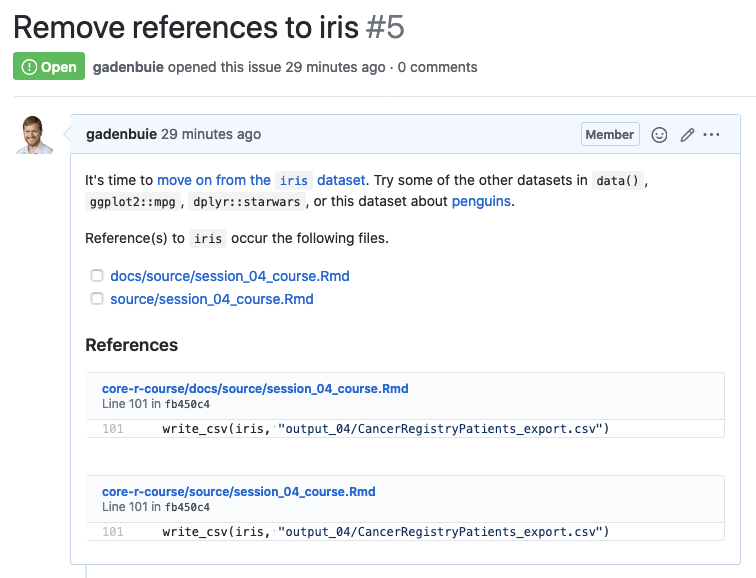 Remove references to iris #5
Open gadenbuie opened this issue 29 minutes ago · 0 comments
gadenbuie 29 minutes ago Member
It's time to move on from the iris dataset. Try some of the other datasets in data() ,
ggplot2::mpg , dplyr::starwars , or this dataset about penguins.
Reference(s) to iris occur the following files.
docs/source/session_04_course.Rmd
source/session_04_course.Rmd
References
core-r-course/docs/source/session_04_course.Rmd
Line 101 in fb450c4
101 write_csv(iris, "output_04/CancerRegistryPatients_export.csv")
core-r-course/source/session_04_course.Rmd
Line 101 in fb450c4
101 write_csv(iris, "output_04/CancerRegistryPatients_export.csv")